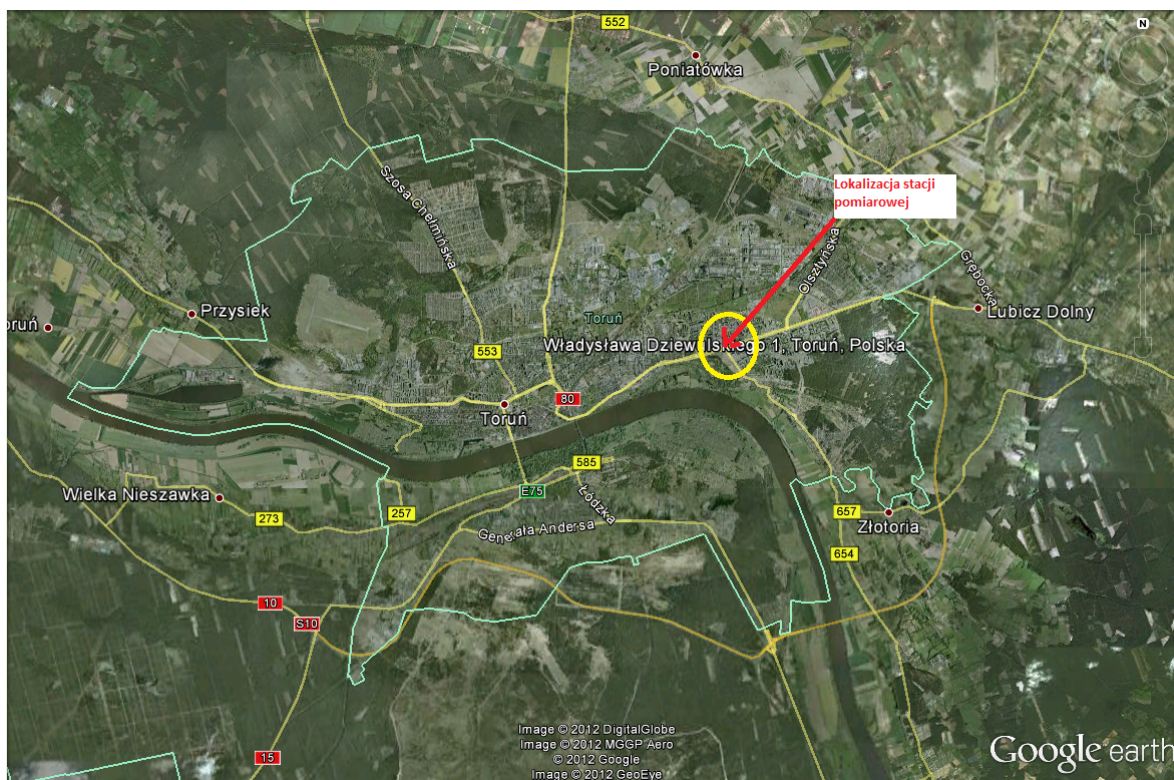 552
N
Poniatówka
Lokalizacja stacji
pomiarowej
Szosa Chełmińska
Olsztyńska
Grębocka
Przysiek
oruń
Lubicz Dolny
Toruń
Władysława Dziewulskiego 1, Toruń, Polska
553
80
Toruń
585
E75
Wielka Nieszawka
273
257
Łódzka
Generała Andersa
657
Złotoria
654
10
S10
15
Image © 2012 DigitalGlobe
Image © 2012 MGGP Aero
© 2012 Google
Image © 2012 GeoEye
Google earth